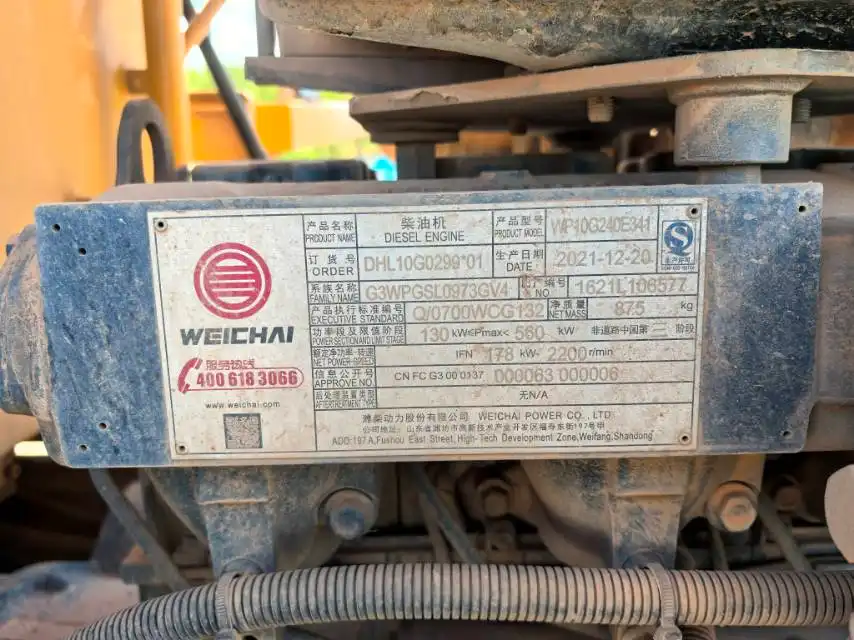 WEICHAI
服务热线
400 618 3066
www.weichai.com
产品名称 柴油机 产品型号 WP10G240E341
PRODUCT NAME DIESEL ENGINE PRODUCT TYPE
订货号 DHL10G0299*01 生产日期 2021-12-20
ORDER DATE
系族名称 G3WPGSL0973GV4 出厂编号 1621L106577
FAMILY NAME NO
产品执行标准编号 Q/0700WCG132 净质量 875 kg
EXECUTIVE STANDARD NET MASS
功率段及限值阶段 130 kW≤Pmax< 560 kW 非道路中国第三阶段
POWER SECTION AND LIMIT STAGE
额定净功率-转速 IFN 178 kW- 2200 r/min
NET POWER-SPEED
信息公开号 CN FC G3 00 0137 000063 000006
APPROVE NO
后处理装置类型 无N/A
AFTERTREATMENT TYPE
潍柴动力股份有限公司 WEICHAI POWER CO., LTD
公司地址: 山东省潍坊市高新技术产业开发区福寿东街197号甲
ADD:197A,Fushou East Street,High-Tech Development Zone,Weifang,Shandong
生产许可